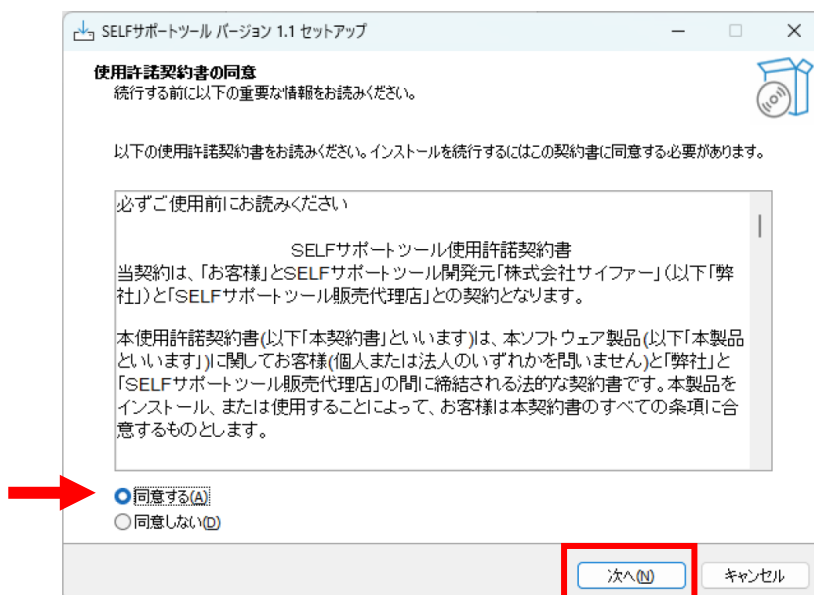 SELFサポートツール バージョン 1.1 セットアップ
使用許諾契約書の同意
続行する前に以下の重要な情報をお読みください。
以下の使用許諾契約書をお読みください。インストールを続行するにはこの契約書に同意する必要があります。
必ずご使用前にお読みください
SELFサポートツール使用許諾契約書
当契約は、「お客様」とSELFサポートツール開発元「株式会社サイファー」(以下「弊
社」)と「SELFサポートツール販売代理店」との契約となります。
本使用許諾契約書(以下「本契約書」といいます)は、本ソフトウェア製品(以下「本製品
といいます」)に関してお客様(個人または法人のいずれかを問いません)と「弊社」と
「SELFサポートツール販売代理店」の間に締結される法的な契約書です。本製品を
インストール、または使用することによって、お客様は本契約書のすべての条項に合
意するものとします。
同意する(A)
同意しない(D)
次へ(N) キャンセル